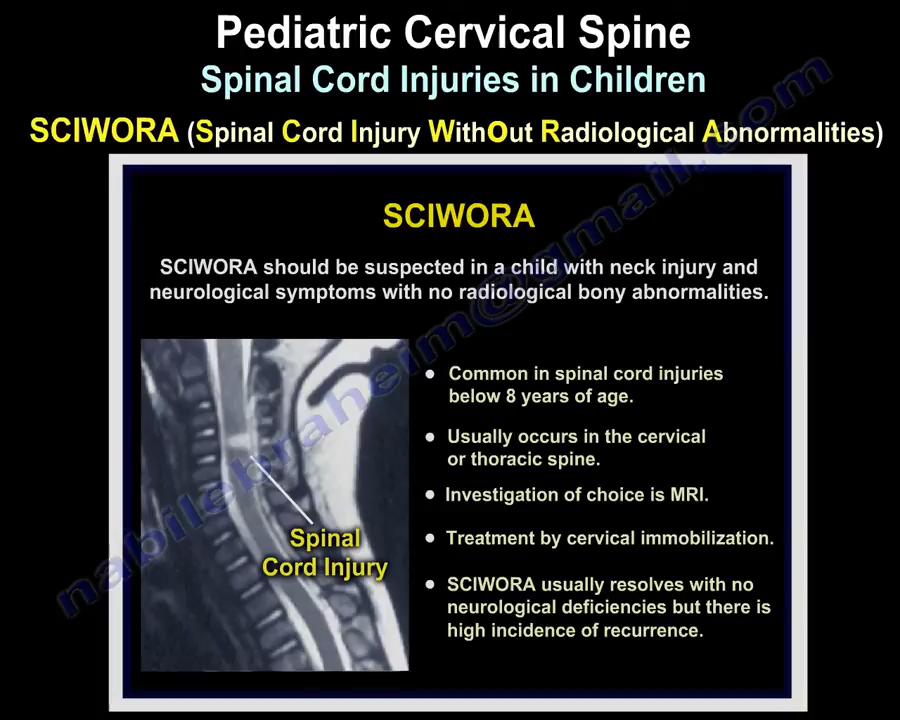 Pediatric Cervical Spine
Spinal Cord Injuries in Children
SCIWORA (Spinal Cord Injury WithOut Radiological Abnormalities)
SCIWORA
SCIWORA should be suspected in a child with neck injury and
neurological symptoms with no radiological bony abnormalities.
• Common in spinal cord injuries
below 8 years of age.
• Usually occurs in the cervical
or thoracic spine.
• Investigation of choice is MRI.
• Treatment by cervical immobilization.
• SCIWORA usually resolves with no
neurological deficiencies but there is
high incidence of recurrence.
Spinal
Cord Injury
nabilebraheim@gmail.com